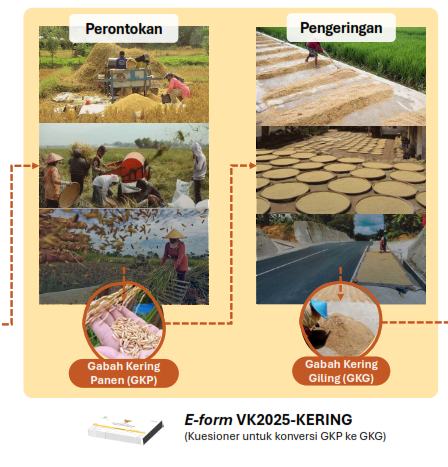 Perontokan
Pengeringan
Gabah Kering
Panen (GKP)
Gabah Kering
Giling (GKG)
E-form VK2025-KERING
(Kuesioner untuk konversi GKP ke GKG)